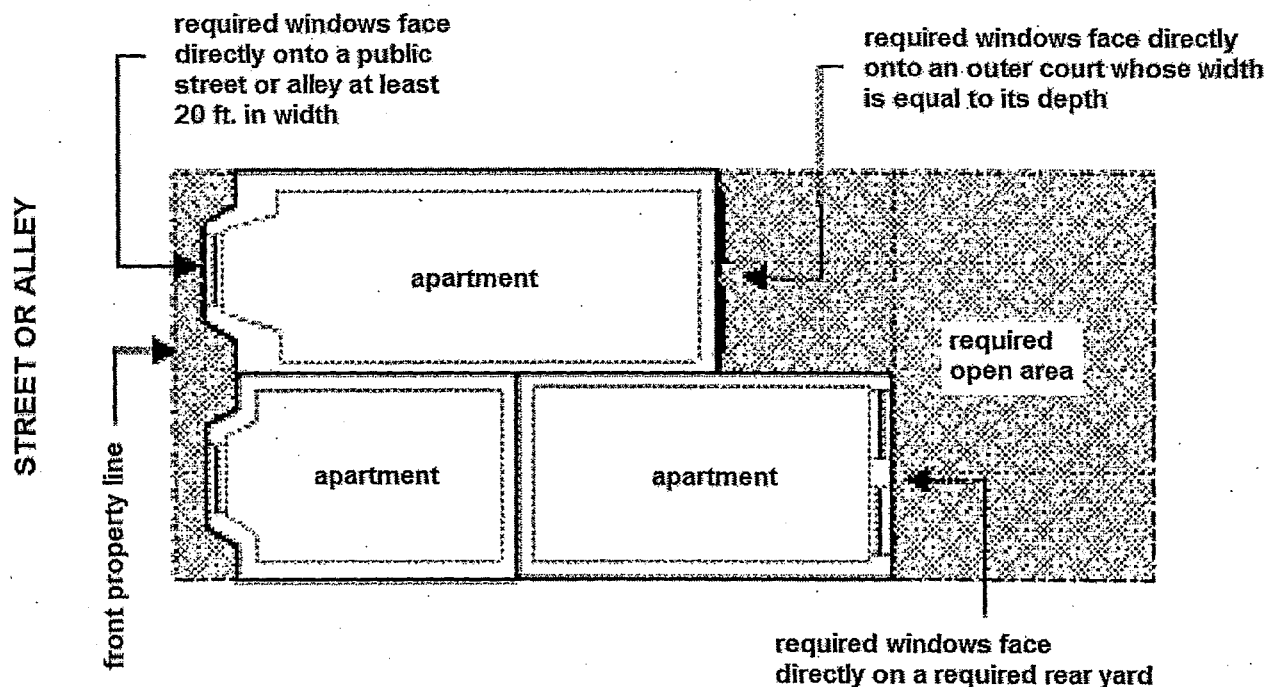 required windows face
directly onto a public
street or alley at least
20 ft. in width
required windows face directly
onto an outer court whose width
is equal to its depth
STREET OR ALLEY
front property line
apartment
required
open area
apartment
apartment
required windows face
directly on a required rear yard